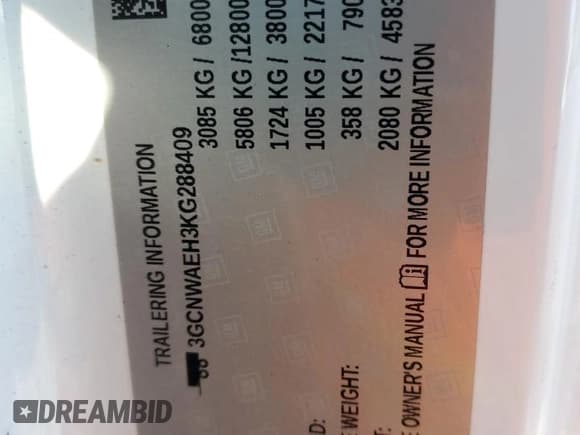 TRAILERING INFORMATION
3GCNWAEH3KG288409
3085 KG / 6800
5806 KG /12800
1724 KG / 3800
1005 KG / 2217
D:
358 KG / 790
E WEIGHT:
2080 KG / 4583
T:
E OWNER'S MANUAL FOR MORE INFORMATION
DREAMBID